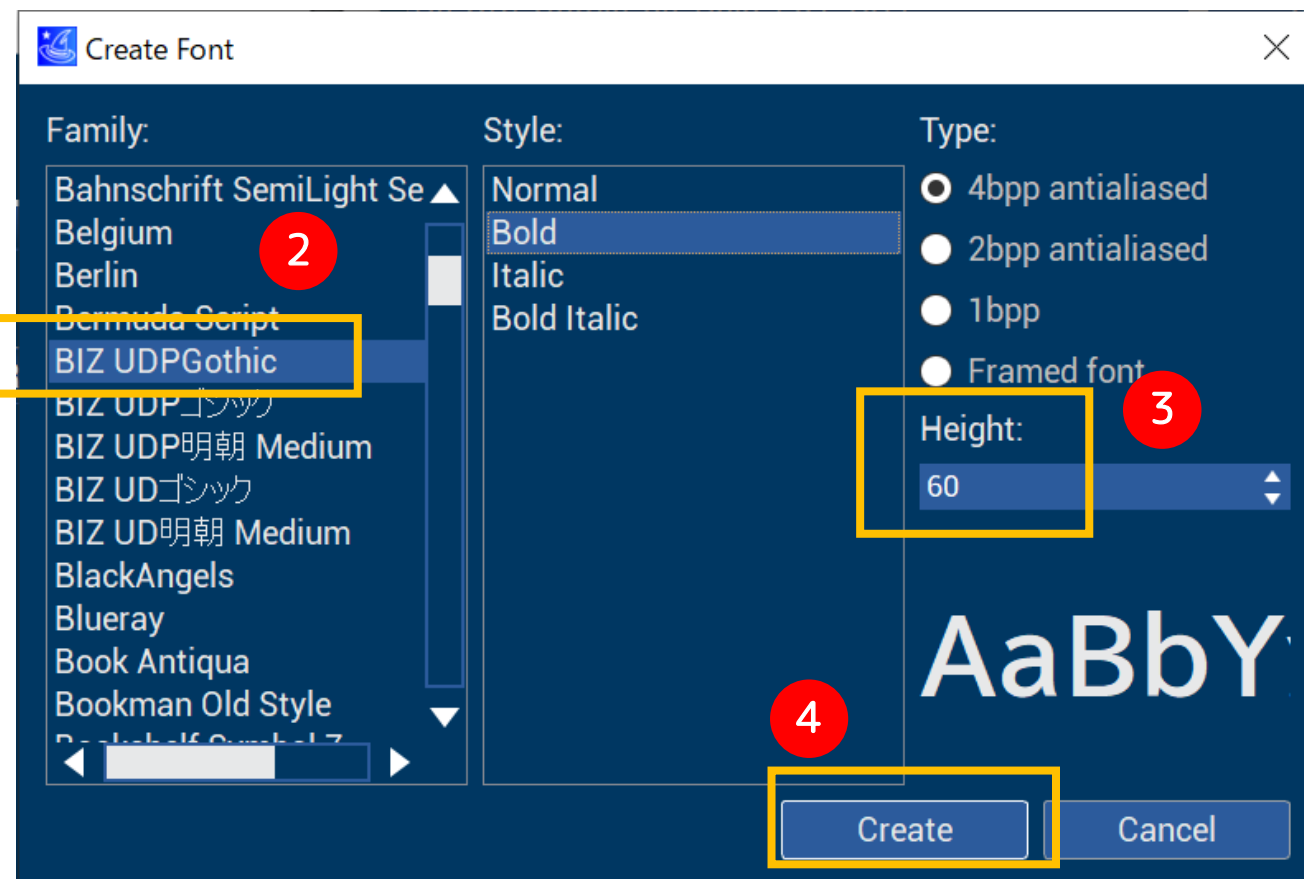 Create Font
Family:
Bahnschrift SemiLight Se
Belgium
2
Berlin
Bermuda Script
BIZ UDPGothic
BIZ UDPゴシック
BIZ UDP明朝 Medium
BIZ UDゴシック
BIZ UD明朝 Medium
BlackAngels
Blueray
Book Antiqua
Bookman Old Style
Bookshelf Symbol 7
Style:
Normal
Bold
Italic
Bold Italic
Type:
4bpp antialiased
2bpp antialiased
1bpp
Framed font
3
Height:
60
AaBbY
4
Create
Cancel